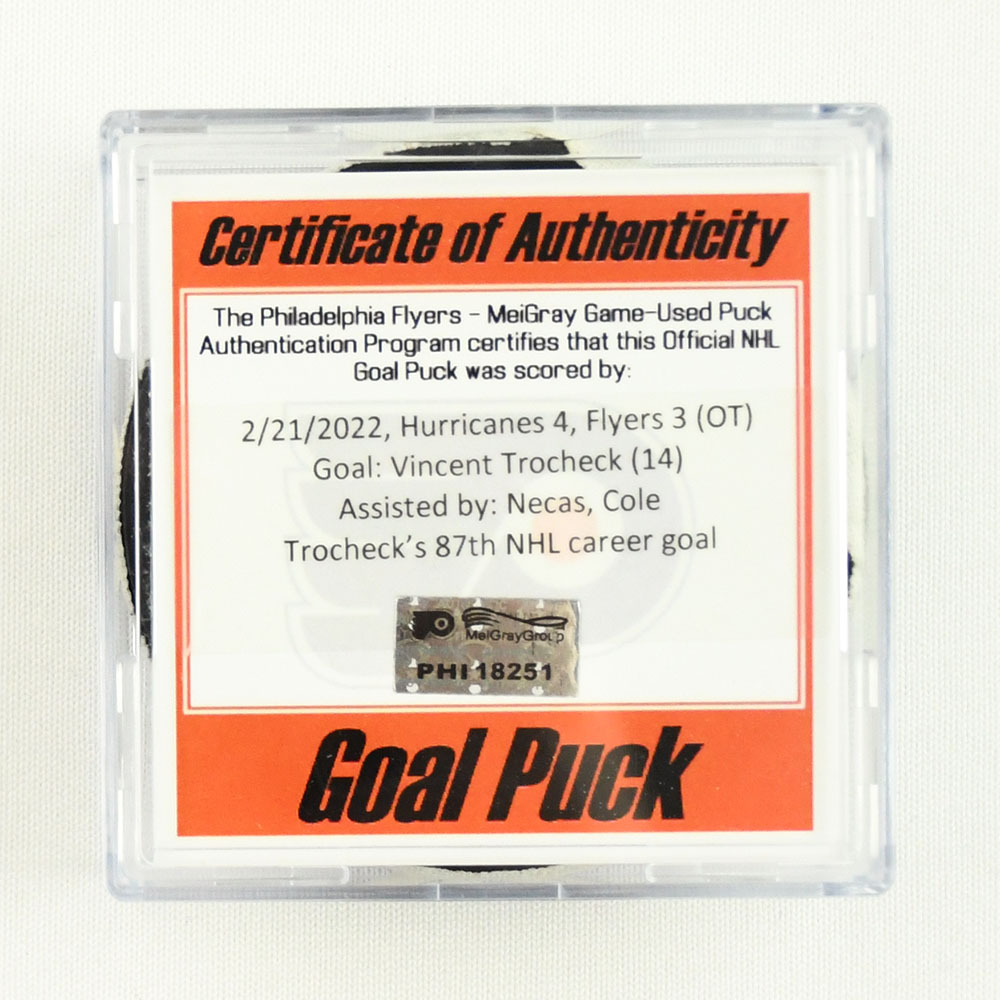 Certificate of Authenticity
The Philadelphia Flyers - MeiGray Game-Used Puck
Authentication Program certifies that this Official NHL
Goal Puck was scored by:
2/21/2022, Hurricanes 4, Flyers 3 (OT)
Goal: Vincent Trocheck (14)
Assisted by: Necas, Cole
Trocheck's 87th NHL career goal
MeiGrayGroup
PHI 18251
Goal Puck